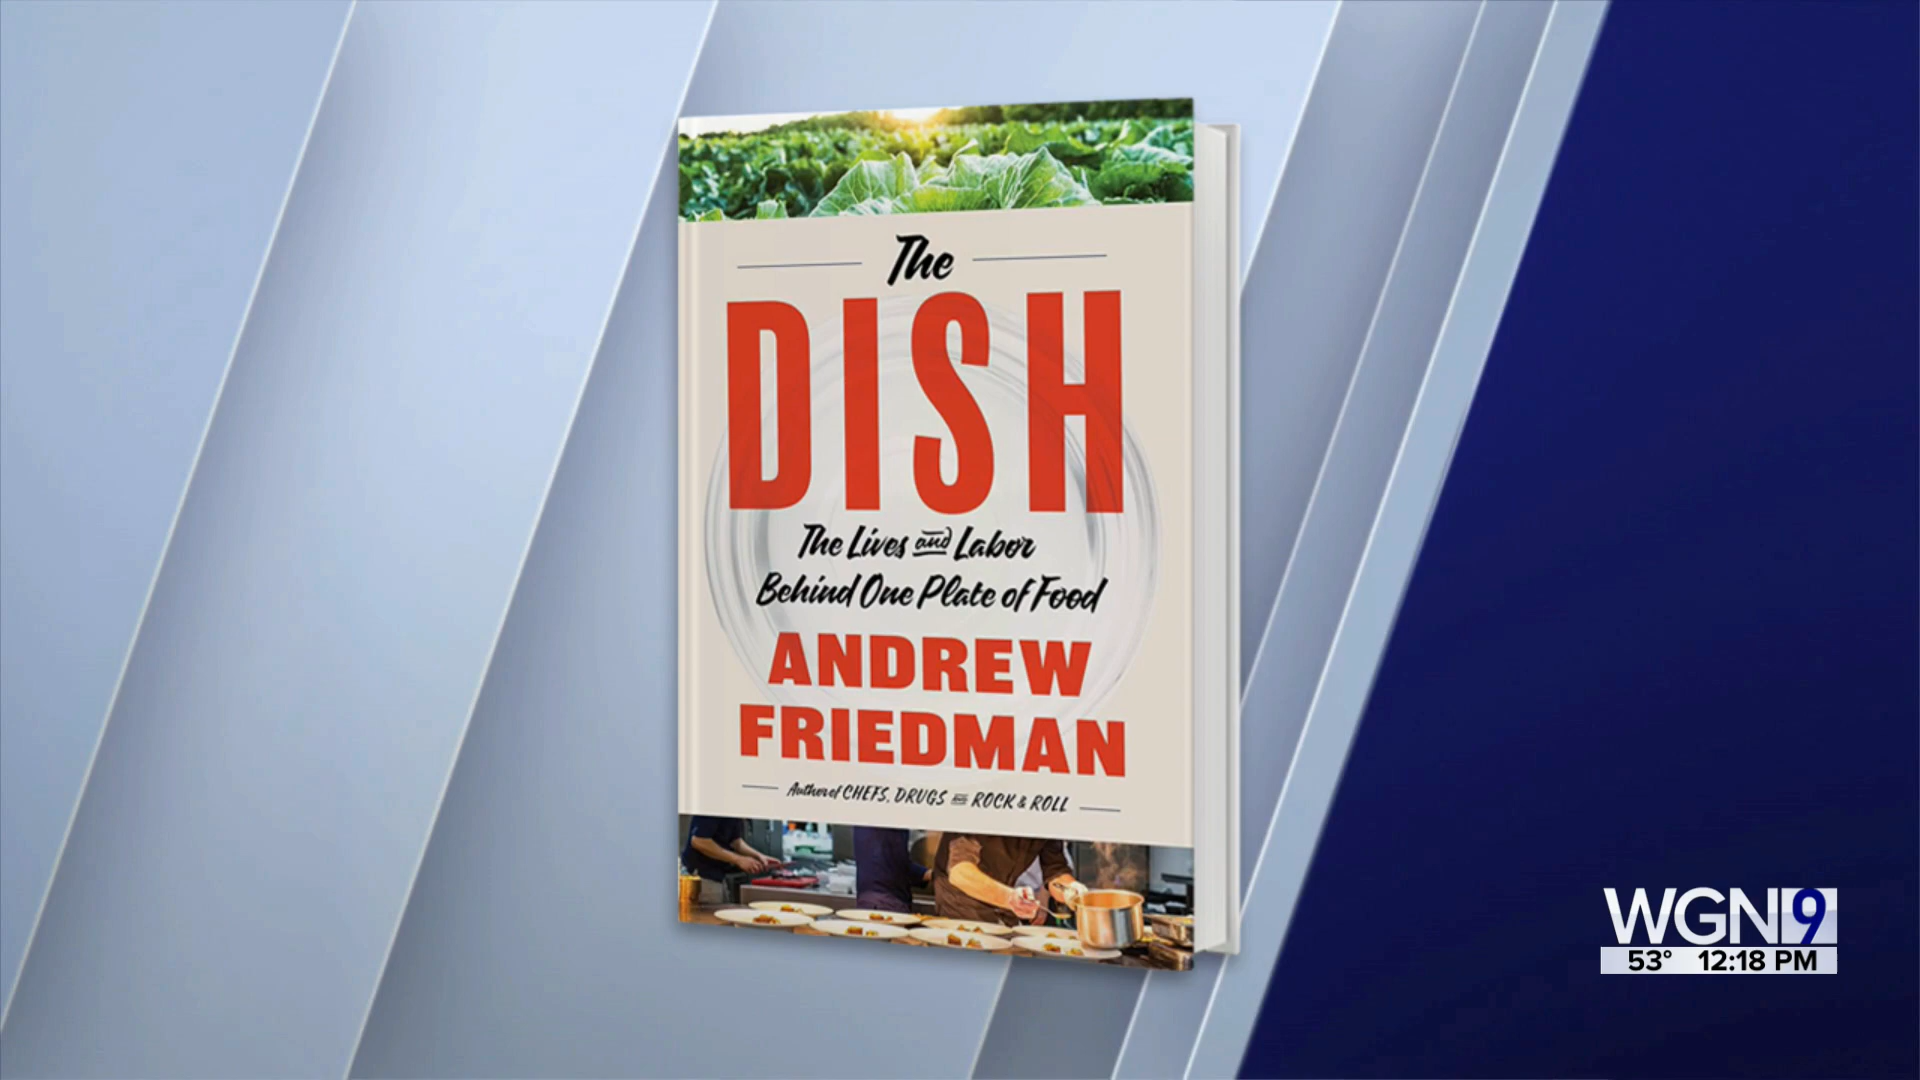 The
DISH
The Lives and Labor
Behind One Plate of Food
ANDREW
FRIEDMAN
Author of CHEFS, DRUGS AND ROCK & ROLL
WGN9
53° 12:18 PM